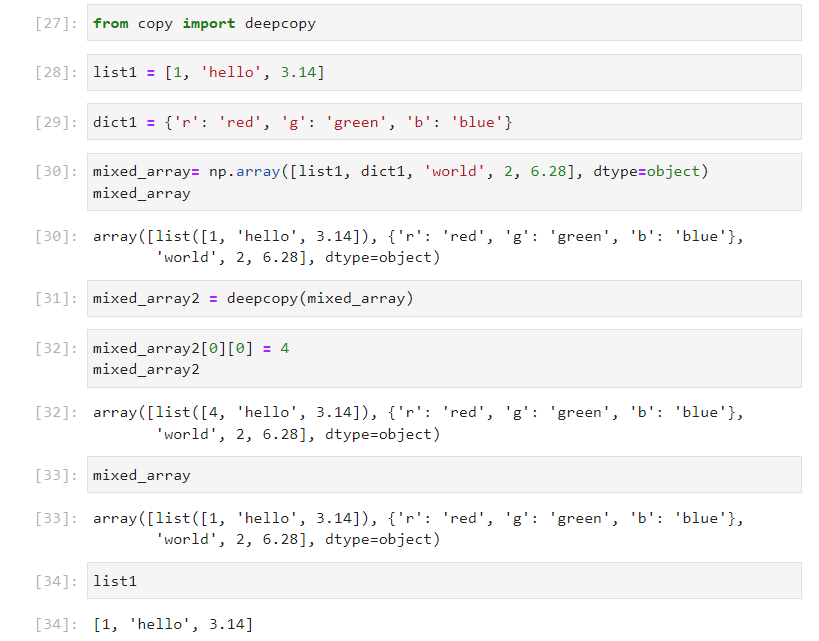 [27]: from copy import deepcopy
[28]: list1 = [1, 'hello', 3.14]
[29]: dict1 = {'r': 'red', 'g': 'green', 'b': 'blue'}
[30]: mixed_array= np.array([list1, dict1, 'world', 2, 6.28], dtype=object)
mixed_array
[30]: array([list([1, 'hello', 3.14]), {'r': 'red', 'g': 'green', 'b': 'blue'},
'world', 2, 6.28], dtype=object)
[31]: mixed_array2 = deepcopy(mixed_array)
[32]: mixed_array2[0][0] = 4
mixed_array2
[32]: array([list([4, 'hello', 3.14]), {'r': 'red', 'g': 'green', 'b': 'blue'},
'world', 2, 6.28], dtype=object)
[33]: mixed_array
[33]: array([list([1, 'hello', 3.14]), {'r': 'red', 'g': 'green', 'b': 'blue'},
'world', 2, 6.28], dtype=object)
[34]: list1
[34]: [1, 'hello', 3.14]